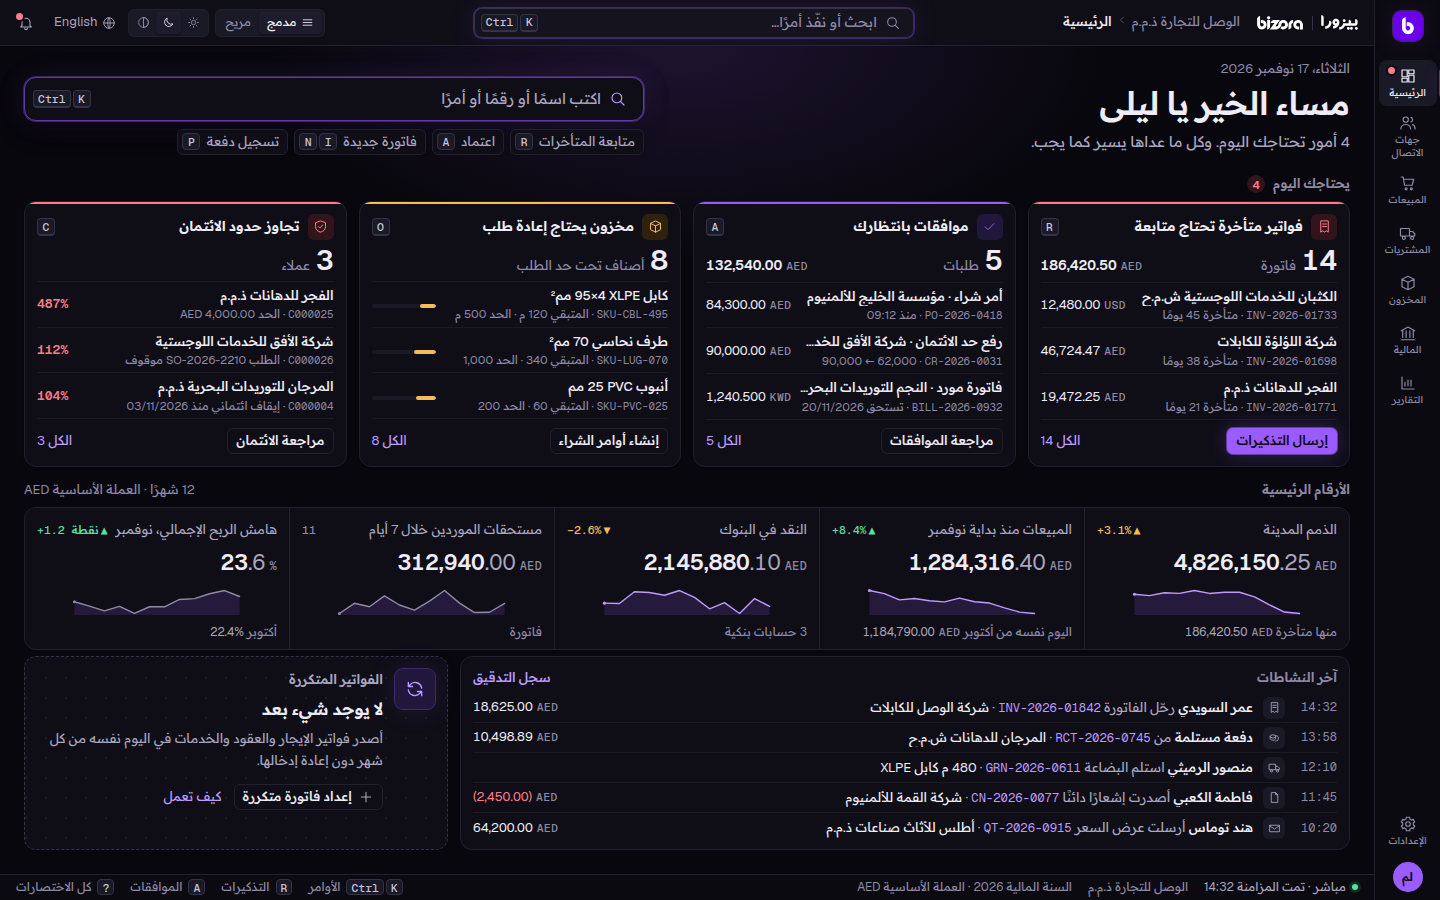 بيزورا | bizora
الوصل للتجارة ذ.م.م › الرئيسية
ابحث أو نفّذ أمرًا... Ctrl K
مدمج مريح
English
الرئيسية
جهات الاتصال
المبيعات
المشتريات
المخزون
المالية
التقارير
الإعدادات
لم
الثلاثاء، 17 نوفمبر 2026
مساء الخير يا ليلى
4 أمور تحتاجك اليوم. وكل ما عداها يسير كما يجب.
اكتب اسمًا أو رقمًا أو أمرًا Ctrl K
متابعة المتأخرات R اعتماد A فاتورة جديدة I N تسجيل دفعة P
يحتاجك اليوم 4
فواتير متأخرة تحتاج متابعة R
14 فاتورة 186,420.50 AED
الكثبان للخدمات اللوجستية ش.م.ح 12,480.00 USD
INV-2026-01733 · متأخرة 45 يومًا
شركة اللؤلؤة للكابلات 46,724.47 AED
INV-2026-01698 · متأخرة 38 يومًا
الفجر للدهانات ذ.م.م 19,472.25 AED
INV-2026-01771 · متأخرة 21 يومًا
إرسال التذكيرات الكل 14
موافقات بانتظارك A
5 طلبات 132,540.00 AED
أمر شراء · مؤسسة الخليج للألمنيوم 84,300.00 AED
PO-2026-0418 · منذ 09:12
رفع حد الائتمان · شركة الأفق للخد... 90,000.00 AED
CR-2026-0031 · 62,000 ← 90,000
فاتورة مورد · النجم للتوريدات البحر... 1,240.500 KWD
BILL-2026-0932 · تستحق 20/11/2026
مراجعة الموافقات الكل 5
مخزون يحتاج إعادة طلب O
8 أصناف تحت حد الطلب
كابل XLPE 4×95 مم²
SKU-CBL-495 · المتبقي 120 م · الحد 500 م
طرف نحاسي 70 مم²
SKU-LUG-070 · المتبقي 340 · الحد 1,000
أنبوب PVC 25 مم
SKU-PVC-025 · المتبقي 60 · الحد 200
إنشاء أوامر الشراء الكل 8
تجاوز حدود الائتمان C
3 عملاء
الفجر للدهانات ذ.م.م 487%
C000025 · الحد 4,000.00 AED
شركة الأفق للخدمات اللوجستية 112%
C000026 · الطلب SO-2026-2210 موقوف
المرجان للتوريدات البحرية ذ.م.م 104%
C000004 · إيقاف ائتماني منذ 03/11/2026
مراجعة الائتمان الكل 3
الأرقام الرئيسية 12 شهرًا · العملة الأساسية AED
الذمم المدينة ▲+3.1%
4,826,150.25 AED
منها متأخرة 186,420.50 AED
المبيعات منذ بداية نوفمبر ▲+8.4%
1,284,316.40 AED
اليوم نفسه من أكتوبر 1,184,790.00 AED
النقد في البنوك ▼−2.6%
2,145,880.10 AED
3 حسابات بنكية
مستحقات الموردين خلال 7 أيام 11
312,940.00 AED
فاتورة
هامش الربح الإجمالي، نوفمبر ▲+1.2 نقطة
23.6 %
أكتوبر 22.4%
آخر النشاطات سجل التدقيق
14:32 عمر السويدي رحّل الفاتورة INV-2026-01842 · شركة الوصل للكابلات 18,625.00 AED
13:58 دفعة مستلمة من RCT-2026-0745 · المرجان للدهانات ش.م.ح 10,498.89 AED
12:10 منصور الرميثي استلم البضاعة GRN-2026-0611 · 480 م كابل XLPE
11:45 فاطمة الكعبي أصدرت إشعارًا دائنًا CN-2026-0077 · شركة القمة للألمنيوم (2,450.00) AED
10:20 هند توماس أرسلت عرض السعر QT-2026-0915 · أطلس للأثاث صناعات ذ.م.م 64,200.00 AED
الفواتير المتكررة
لا يوجد شيء بعد
أصدر فواتير الإيجار والعقود والخدمات في اليوم نفسه من كل
شهر دون إعادة إدخالها.
+ إعداد فاتورة متكررة كيف تعمل
مباشر · تمت المزامنة 14:32 الوصل للتجارة ذ.م.م السنة المالية 2026 · العملة الأساسية AED
Ctrl K الأوامر R التذكيرات A الموافقات ? كل الاختصارات